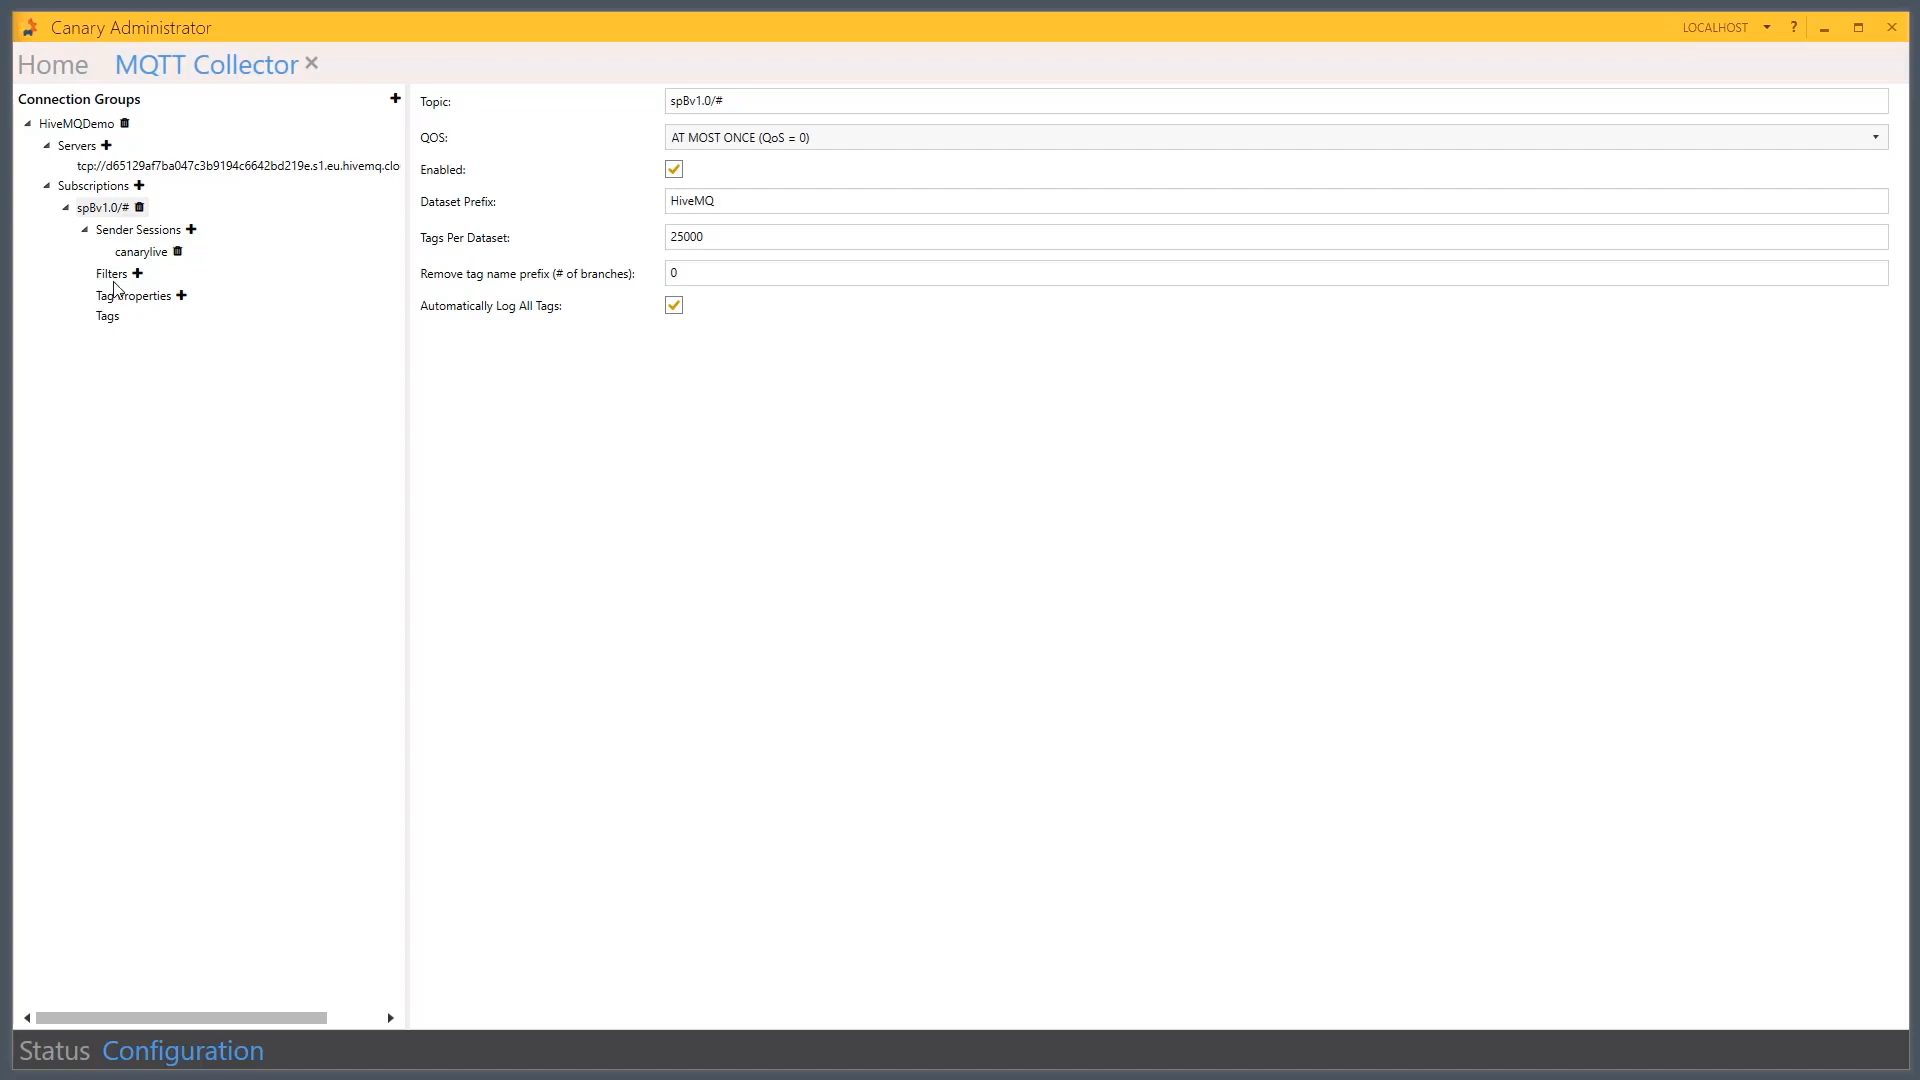 Canary Administrator
LOCALHOST ?
Home MQTT Collector
Connection Groups
HiveMQDemo
Servers
tcp://d65129af7ba047c3b9194c6642bd219e.s1.eu.hivemq.clo
Subscriptions
spBv1.0/#
Sender Sessions
canarylive
Filters
Tag Properties
Tags
Topic: spBv1.0/#
QOS: AT MOST ONCE (QoS = 0)
Enabled:
Dataset Prefix: HiveMQ
Tags Per Dataset: 25000
Remove tag name prefix (# of branches): 0
Automatically Log All Tags:
Status Configuration